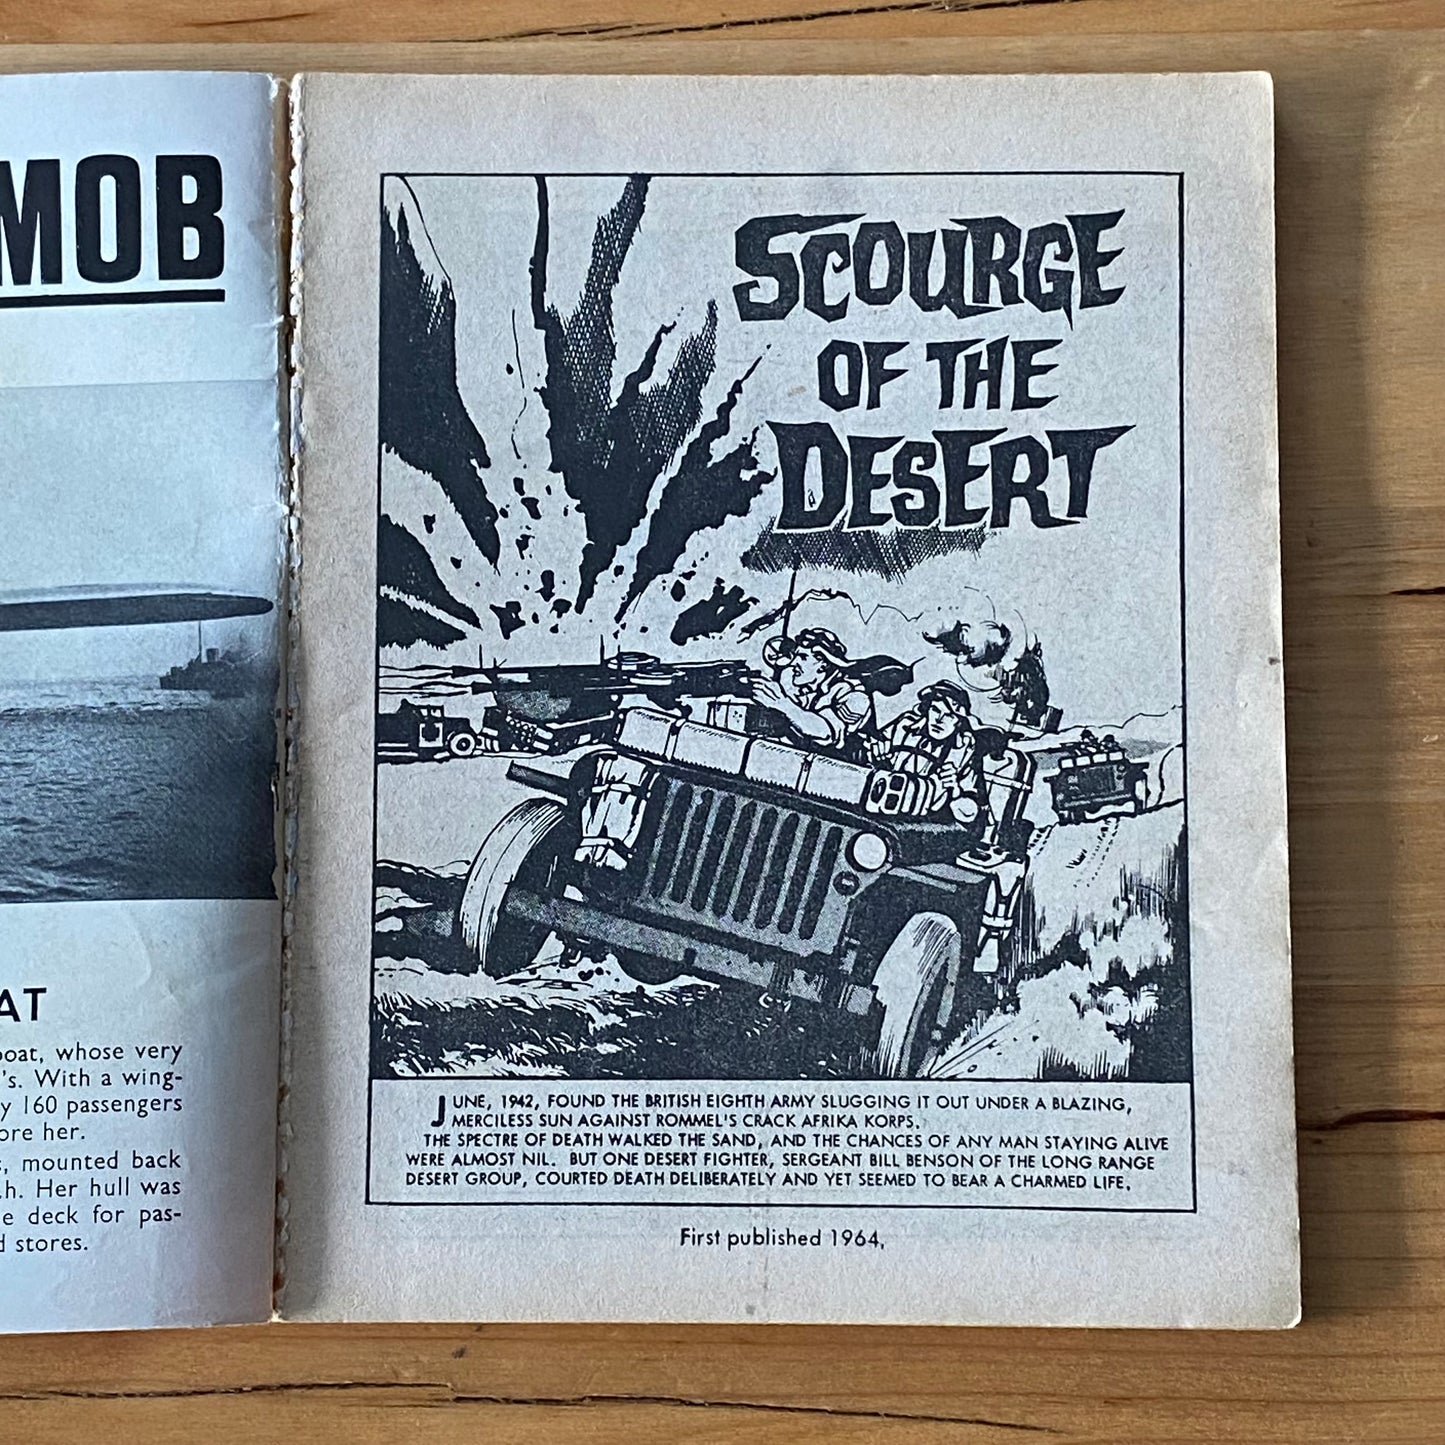 MOB
AT
boat, whose very
's. With a wing-
y 160 passengers
ore her.
, mounted back
.h. Her hull was
e deck for pas-
d stores.
SCOURGE
OF THE
DESERT
JUNE, 1942, FOUND THE BRITISH EIGHTH ARMY SLUGGING IT OUT UNDER A BLAZING,
MERCILESS SUN AGAINST ROMMEL'S CRACK AFRIKA KORPS.
THE SPECTRE OF DEATH WALKED THE SAND, AND THE CHANCES OF ANY MAN STAYING ALIVE
WERE ALMOST NIL. BUT ONE DESERT FIGHTER, SERGEANT BILL BENSON OF THE LONG RANGE
DESERT GROUP, COURTED DEATH DELIBERATELY AND YET SEEMED TO BEAR A CHARMED LIFE.
First published 1964,